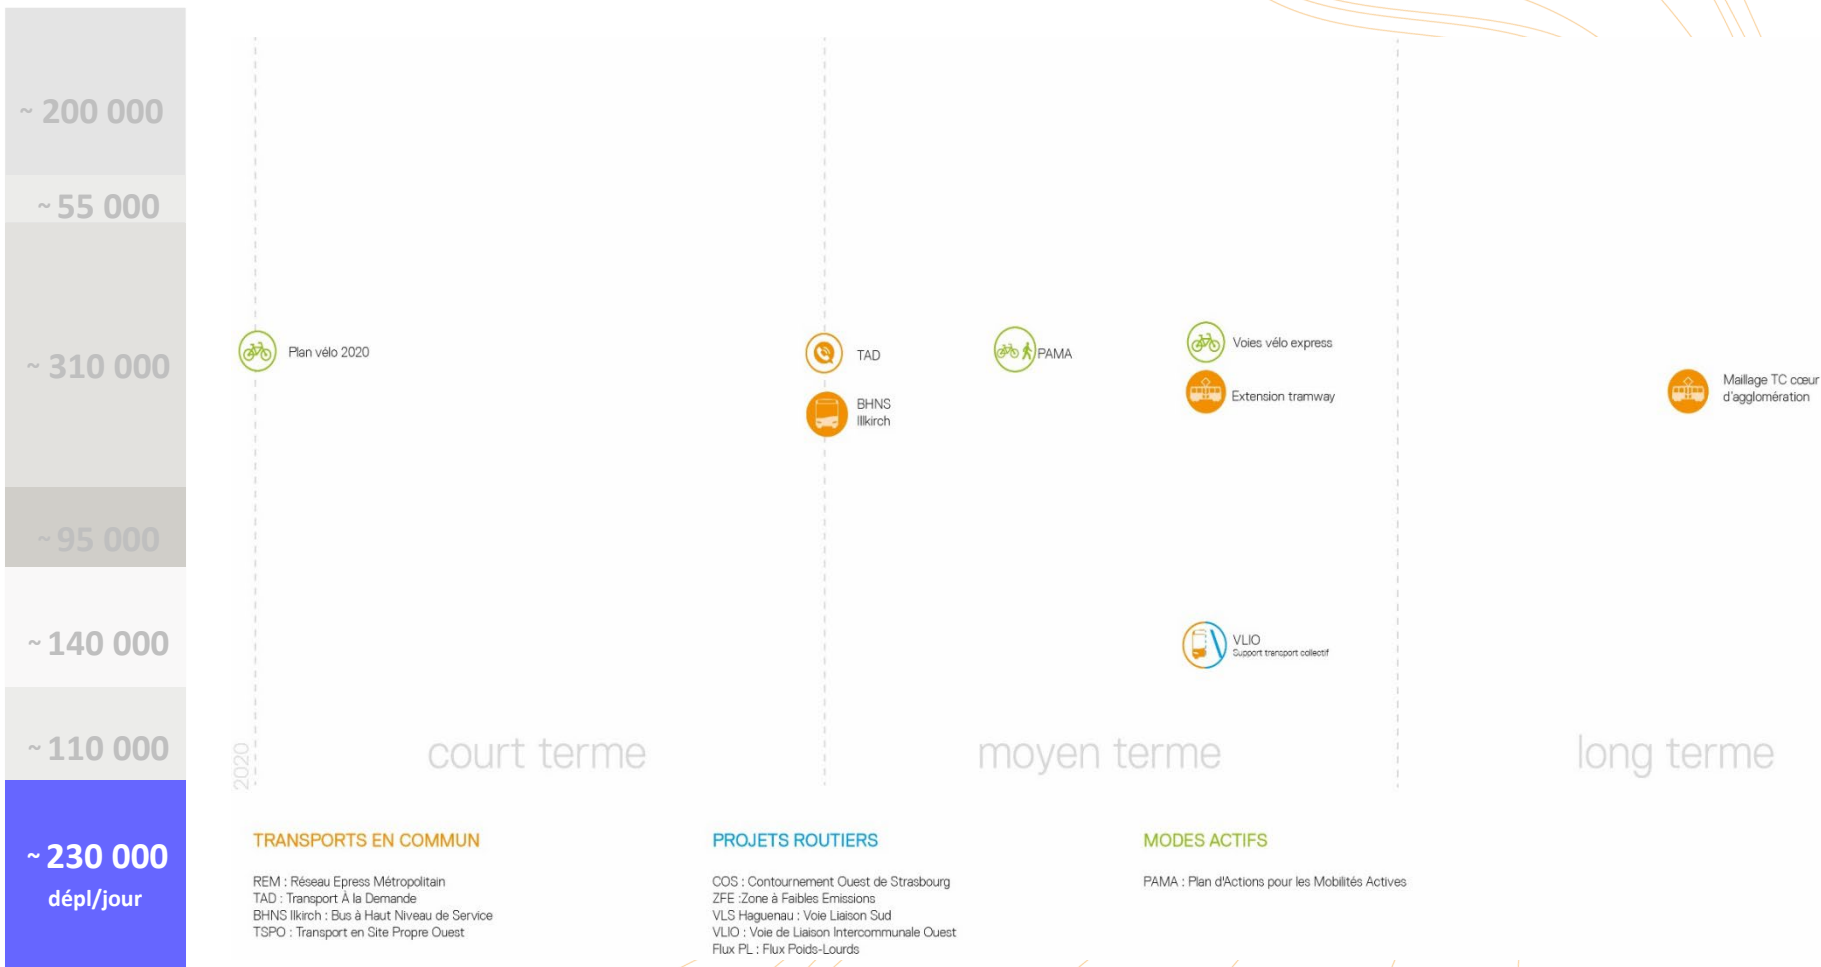 ~ 200 000
~ 55 000
~ 310 000
~ 95 000
~ 140 000
~ 110 000
~ 230 000
dépl/jour
Plan vélo 2020
TAD
BHNS
Illkirch
PAMA
Voies vélo express
Extension tramway
Maillage TC cœur
d'agglomération
VLIO
Support transport collectif
2020
court terme
moyen terme
long terme
TRANSPORTS EN COMMUN
REM : Réseau Epress Métropolitain
TAD : Transport À la Demande
BHNS Ilkirch : Bus à Haut Niveau de Service
TSPO : Transport en Site Propre Ouest
PROJETS ROUTIERS
COS : Contournement Ouest de Strasbourg
ZFE :Zone à Faibles Emissions
VLS Haguenau : Voie Liaison Sud
VLIO : Voie de Liaison Intercommunale Ouest
Flux PL : Flux Poids-Lourds
MODES ACTIFS
PAMA : Plan d'Actions pour les Mobilités Actives